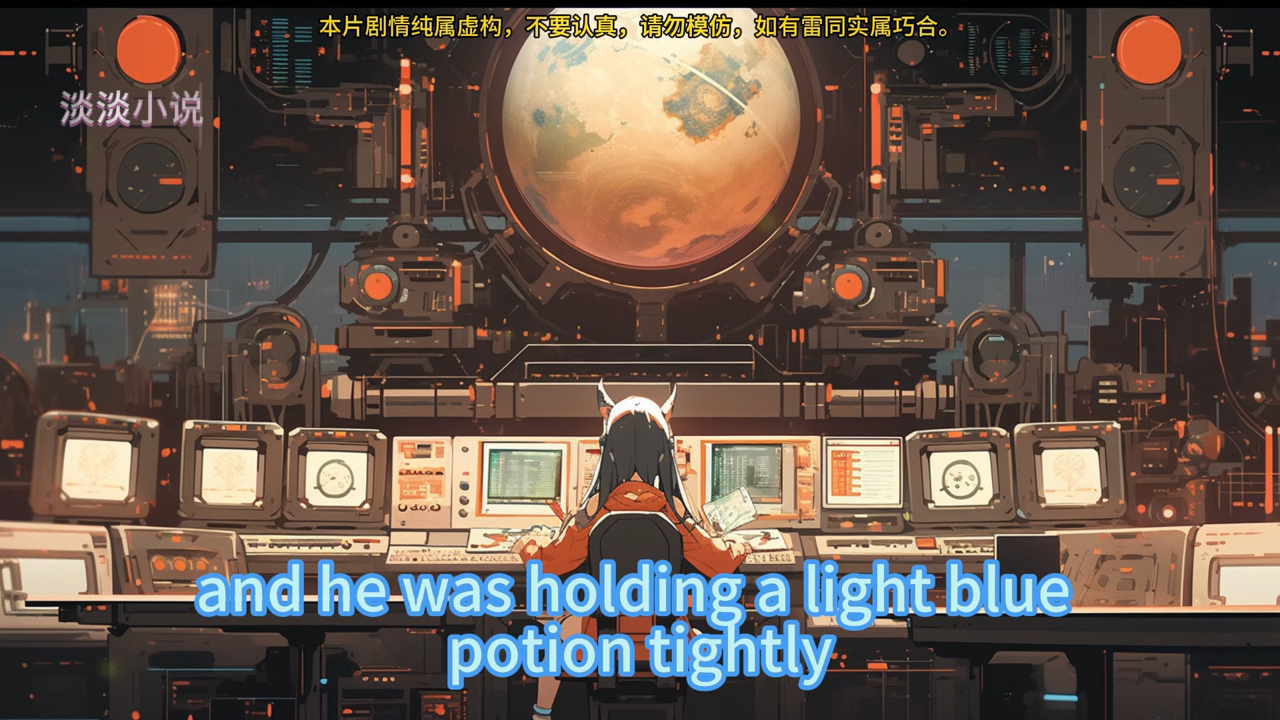 本片剧情纯属虚构，不要认真，请勿模仿，如有雷同实属巧合。
淡淡小说
and he was holding a light blue
potion tightly